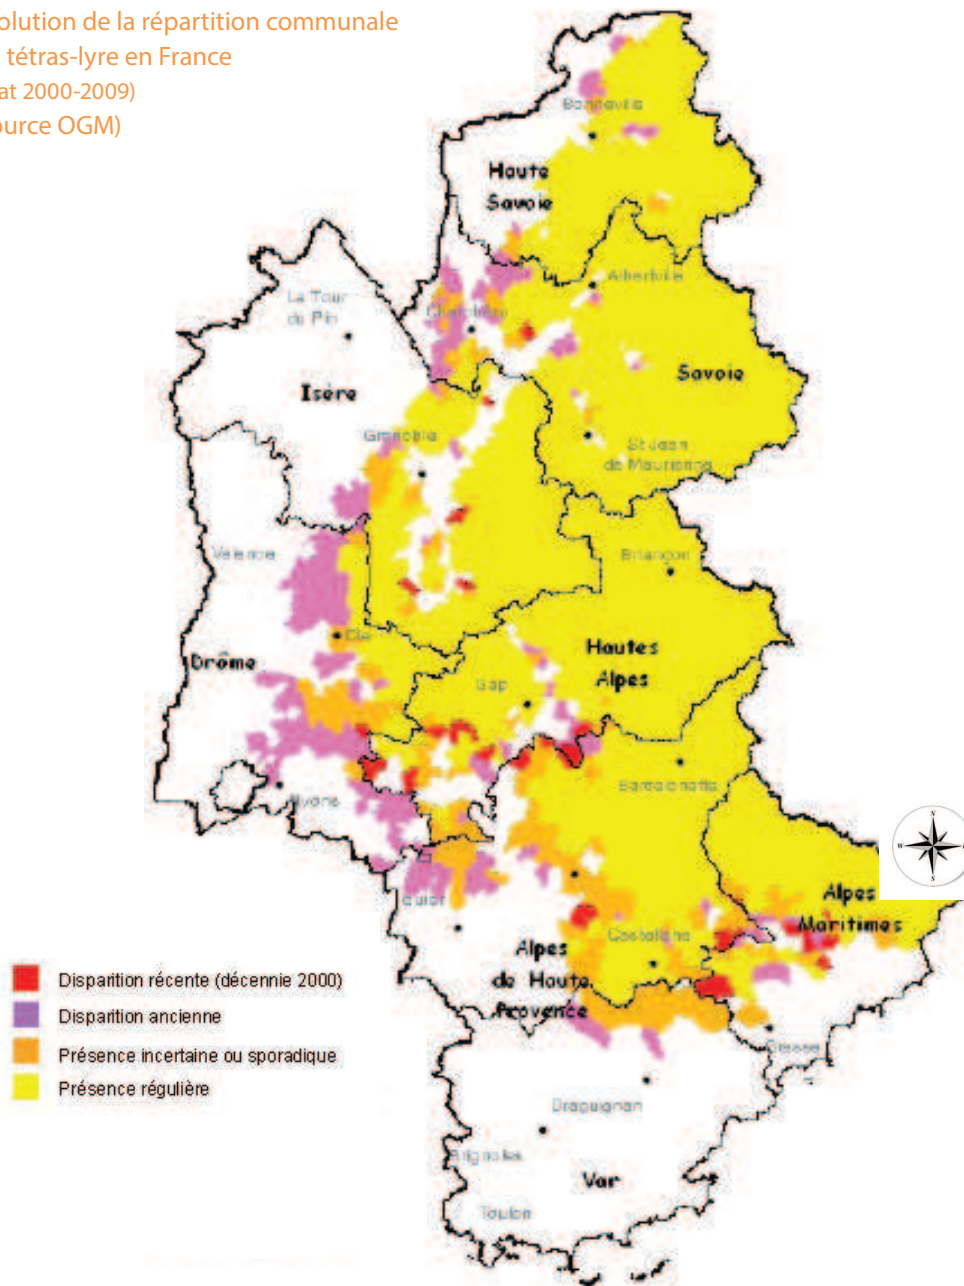 olution de la répartition communale
tétras-lyre en France
at 2000-2009)
ource OGM)
Bonneville
Haute
Savoie
Albertville
La Tour
du Pin
Chambéry
Savoie
Isère
Grenoble
St Jean
de Maurienne
Valence
Briançon
Die
Drôme
Hautes
Alpes
Gap
Barcelonnette
Nyons
N
W
S
Alpes
Maritimes
Castellane
Alpes
de Haute
Provence
Disparition récente (décennie 2000)
Disparition ancienne
Présence incertaine ou sporadique
Présence régulière
Grasse
Draguignan
Brignoles
Var
Toulon